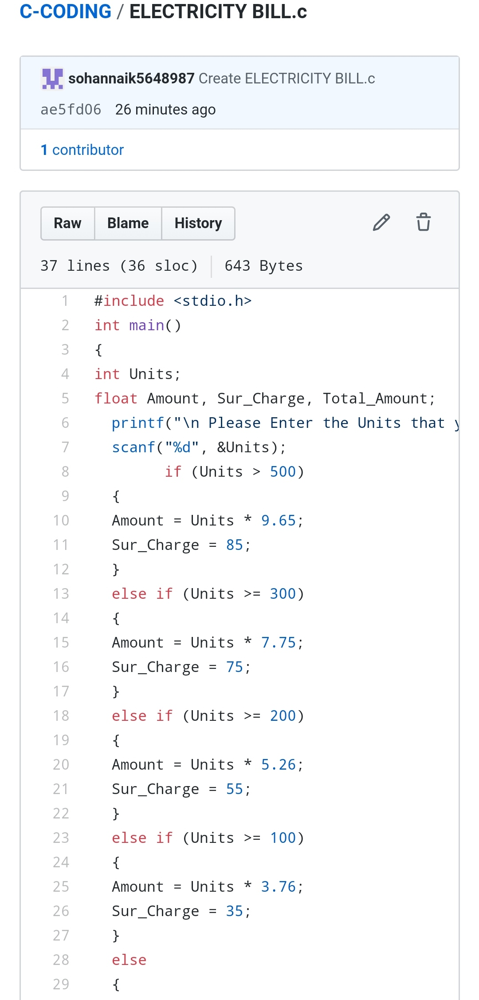 C-CODING / ELECTRICITY BILL.c
sohannaik5648987 Create ELECTRICITY BILL.c
ae5fd06 26 minutes ago
1 contributor
Raw Blame History
37 lines (36 sloc) 643 Bytes
1 #include <stdio.h>
2 int main()
3 {
4 int Units;
5 float Amount, Sur_Charge, Total_Amount;
6 printf("\n Please Enter the Units that
7 scanf("%d", &Units);
8 if (Units > 500)
9 {
10 Amount = Units * 9.65;
11 Sur_Charge = 85;
12 }
13 else if (Units >= 300)
14 {
15 Amount = Units * 7.75;
16 Sur_Charge = 75;
17 }
18 else if (Units >= 200)
19 {
20 Amount = Units * 5.26;
21 Sur_Charge = 55;
22 }
23 else if (Units >= 100)
24 {
25 Amount = Units * 3.76;
26 Sur_Charge = 35;
27 }
28 else
29 {